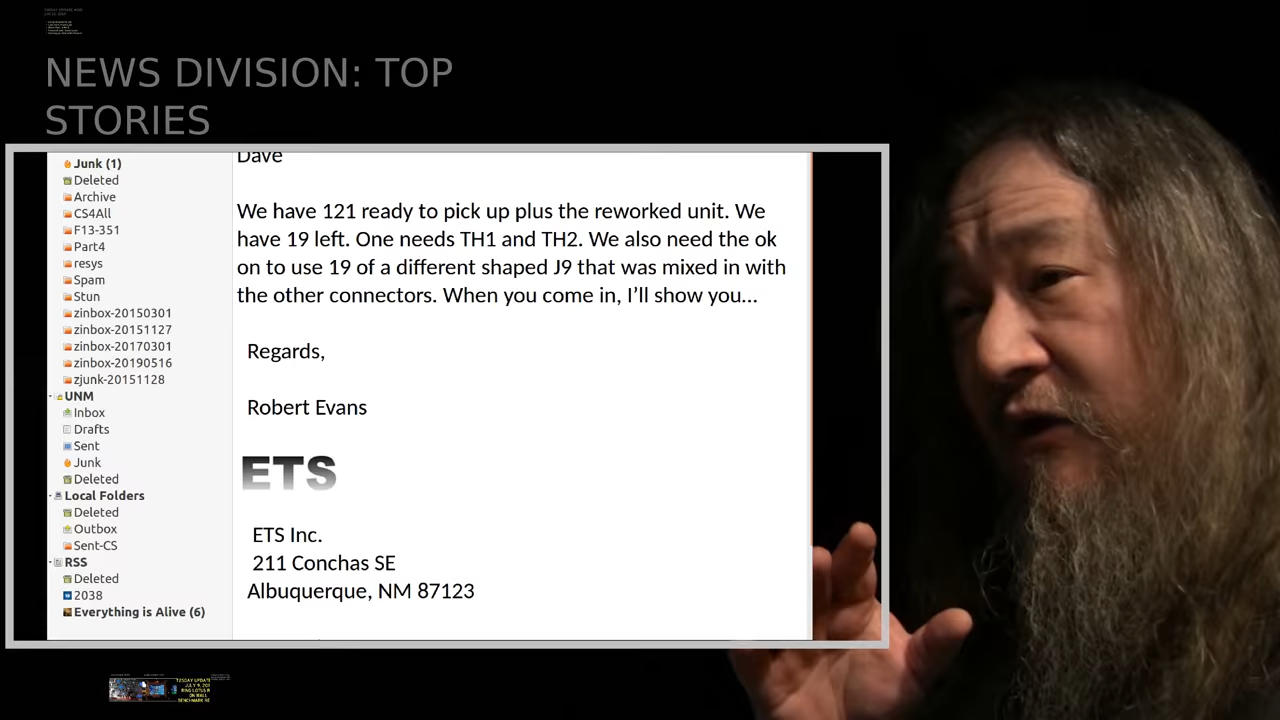 NEWS DIVISION: TOP
STORIES
Junk (1)
Deleted
Archive
CS4All
F13-351
Part4
resys
Spam
Stun
zinbox-20150301
zinbox-20151127
zinbox-20170301
zinbox-20190516
zjunk-20151128
UNM
Inbox
Drafts
Sent
Junk
Deleted
Local Folders
Deleted
Outbox
Sent-CS
RSS
Deleted
2038
Everything is Alive (6)
Dave
We have 121 ready to pick up plus the reworked unit. We
have 19 left. One needs TH1 and TH2. We also need the ok
on to use 19 of a different shaped J9 that was mixed in with
the other connectors. When you come in, I’ll show you…
Regards,
Robert Evans
ETS
ETS Inc.
211 Conchas SE
Albuquerque, NM 87123